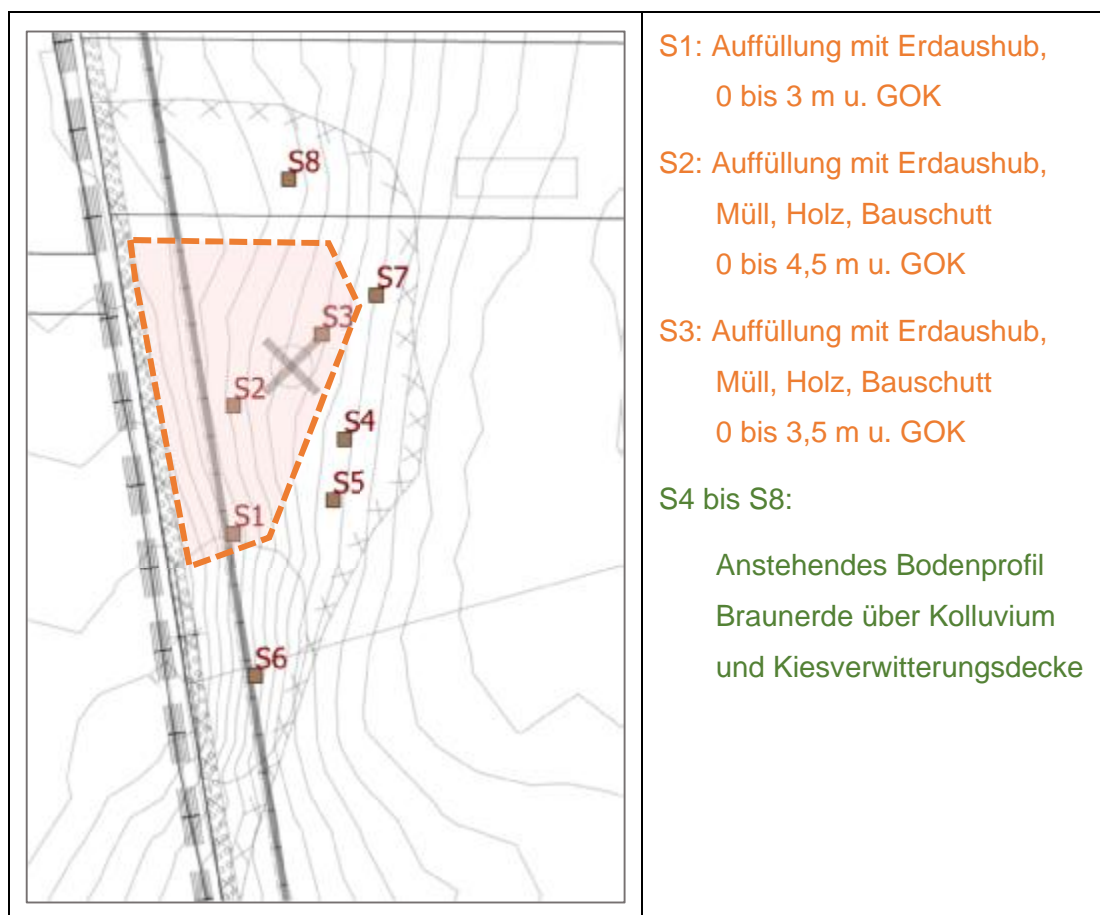 S8
S7
S3
S2
S4
S5
S1
S6
S1: Auffüllung mit Erdaushub,
0 bis 3 m u. GOK
S2: Auffüllung mit Erdaushub,
Müll, Holz, Bauschutt
0 bis 4,5 m u. GOK
S3: Auffüllung mit Erdaushub,
Müll, Holz, Bauschutt
0 bis 3,5 m u. GOK
S4 bis S8:
Anstehendes Bodenprofil
Braunerde über Kolluvium
und Kiesverwitterungsdecke